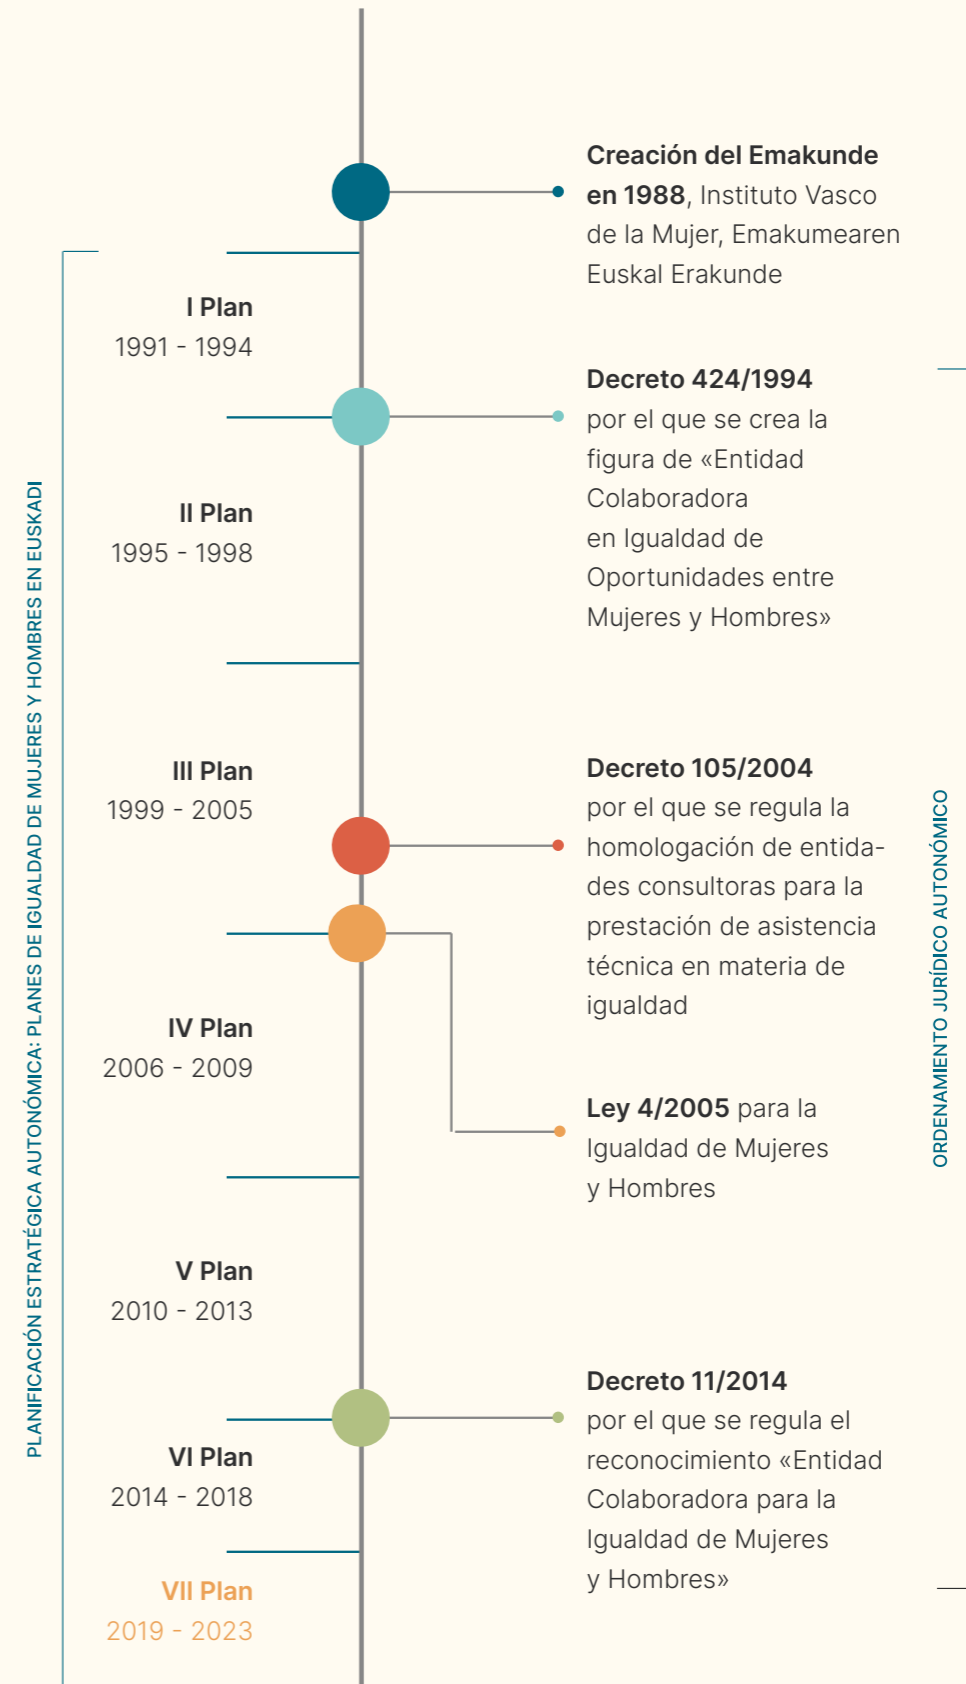 Creación del Emakunde
en 1988, Instituto Vasco
de la Mujer, Emakumearen
Euskal Erakunde
I Plan
1991 - 1994
Decreto 424/1994
por el que se crea la
figura de «Entidad
Colaboradora
en Igualdad de
Oportunidades entre
Mujeres y Hombres»
II Plan
1995 - 1998
III Plan
1999 - 2005
Decreto 105/2004
por el que se regula la
homologación de entida-
des consultoras para la
prestación de asistencia
técnica en materia de
igualdad
IV Plan
2006 - 2009
Ley 4/2005 para la
Igualdad de Mujeres
y Hombres
V Plan
2010 - 2013
Decreto 11/2014
por el que se regula el
reconocimiento «Entidad
Colaboradora para la
Igualdad de Mujeres
y Hombres»
VI Plan
2014 - 2018
VII Plan
2019 - 2023
PLANIFICACIÓN ESTRATÉGICA AUTONÓMICA: PLANES DE IGUALDAD DE MUJERES Y HOMBRES EN EUSKADI
ORDENAMIENTO JURÍDICO AUTONÓMICO